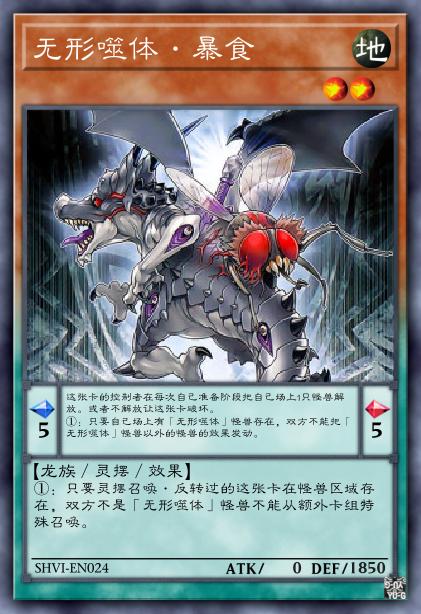 无形噬体·暴食
地
这张卡的控制者在每次自己准备阶段把自己场上1只怪兽解
放。或者不解放让这张卡破坏。
①：只要自己场上有「无形噬体」怪兽存在，双方不能把「
无形噬体」怪兽以外的怪兽的效果发动。
5
5
【龙族／灵摆／效果】
①：只要灵摆召唤·反转过的这张卡在怪兽区域存
在，双方不是「无形噬体」怪兽不能从额外卡组特
殊召唤。
SHVI-EN024
ATK/ 0 DEF/1850